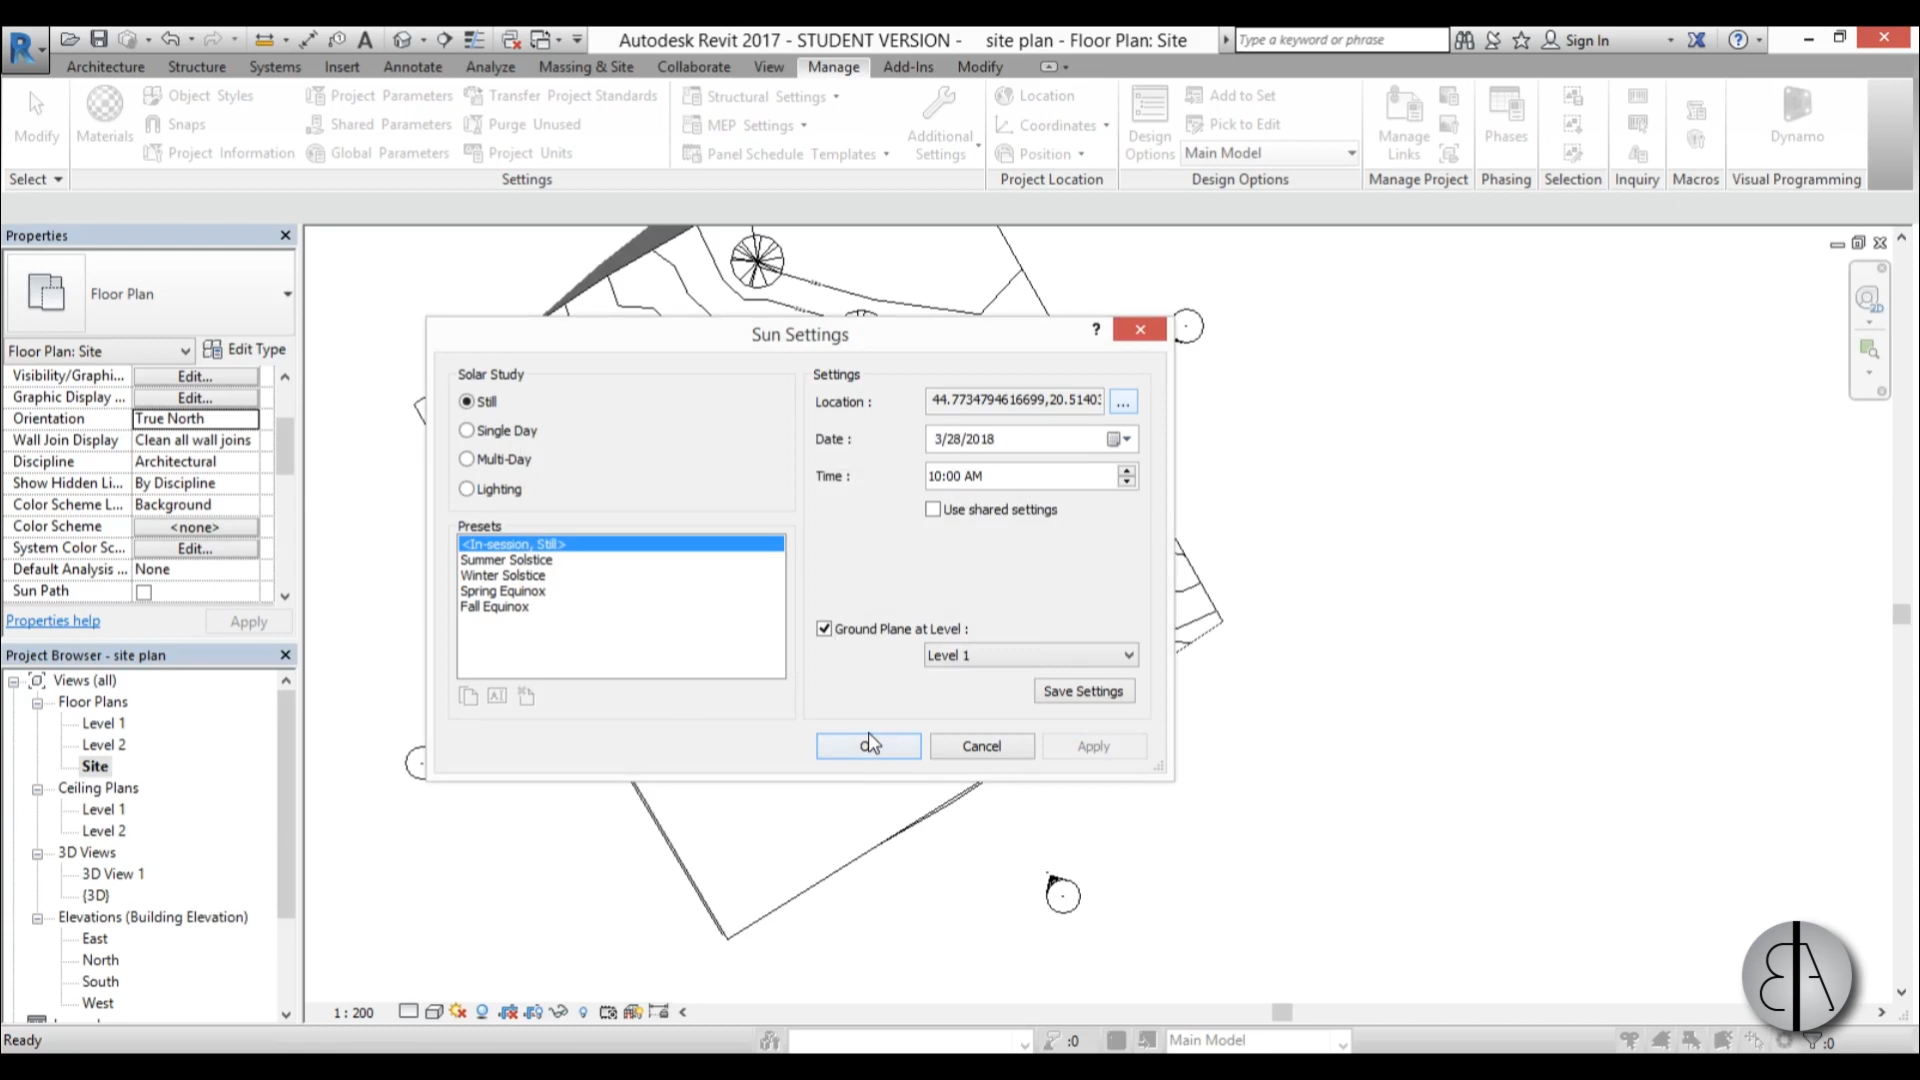 Autodesk Revit 2017 - STUDENT VERSION - site plan - Floor Plan: Site
Type a keyword or phrase
Sign In
Architecture Structure Systems Insert Annotate Analyze Massing & Site Collaborate View Manage Add-Ins Modify
Object Styles Project Parameters Transfer Project Standards Structural Settings Location Add to Set
Snaps Shared Parameters Purge Unused MEP Settings Coordinates Pick to Edit
Modify Materials Additional Settings Design Options Manage Links Phases Dynamo
Project Information Global Parameters Project Units Panel Schedule Templates Position Main Model
Select Settings Project Location Design Options Manage Project Phasing Selection Inquiry Macros Visual Programming
Properties
Floor Plan
Floor Plan: Site Edit Type
Visibility/Graphi... Edit...
Graphic Display ... Edit...
Orientation True North
Wall Join Display Clean all wall joins
Discipline Architectural
Show Hidden Li... By Discipline
Color Scheme L... Background
Color Scheme <none>
System Color Sc... Edit...
Default Analysis ... None
Sun Path
Properties help Apply
Project Browser - site plan
Views (all)
Floor Plans
Level 1
Level 2
Site
Ceiling Plans
Level 1
Level 2
3D Views
3D View 1
{3D}
Elevations (Building Elevation)
East
North
South
West
Sun Settings
?
Solar Study
Still
Single Day
Multi-Day
Lighting
Presets
<In-session, Still>
Summer Solstice
Winter Solstice
Spring Equinox
Fall Equinox
Settings
Location : 44.7734794616699,20.5140: ...
Date : 3/28/2018
Time : 10:00 AM
Use shared settings
Ground Plane at Level :
Level 1
Save Settings
Cancel Apply
2D
1 : 200
Ready :0 Main Model :0